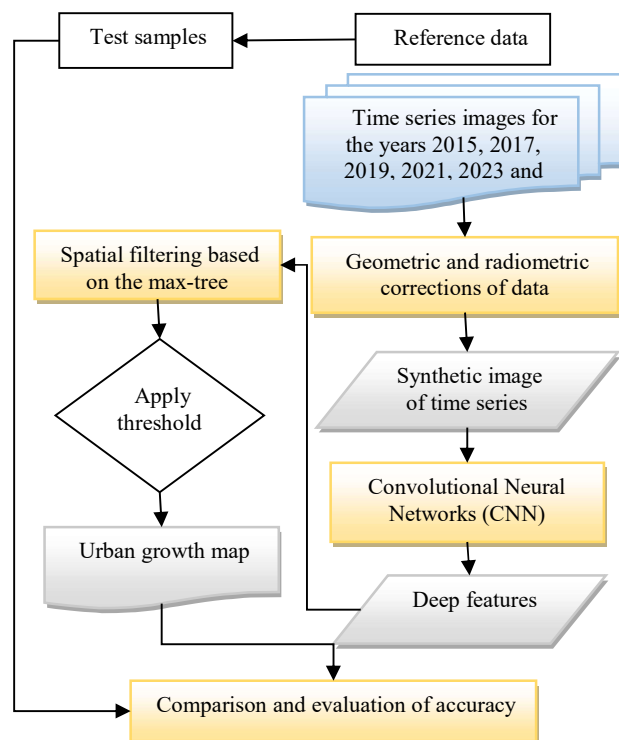 Test samples
Reference data
Time series images for
the years 2015, 2017,
2019, 2021, 2023 and
Spatial filtering based
on the max-tree
Geometric and radiometric
corrections of data
Apply
threshold
Synthetic image
of time series
Convolutional Neural
Networks (CNN)
Urban growth map
Deep features
Comparison and evaluation of accuracy